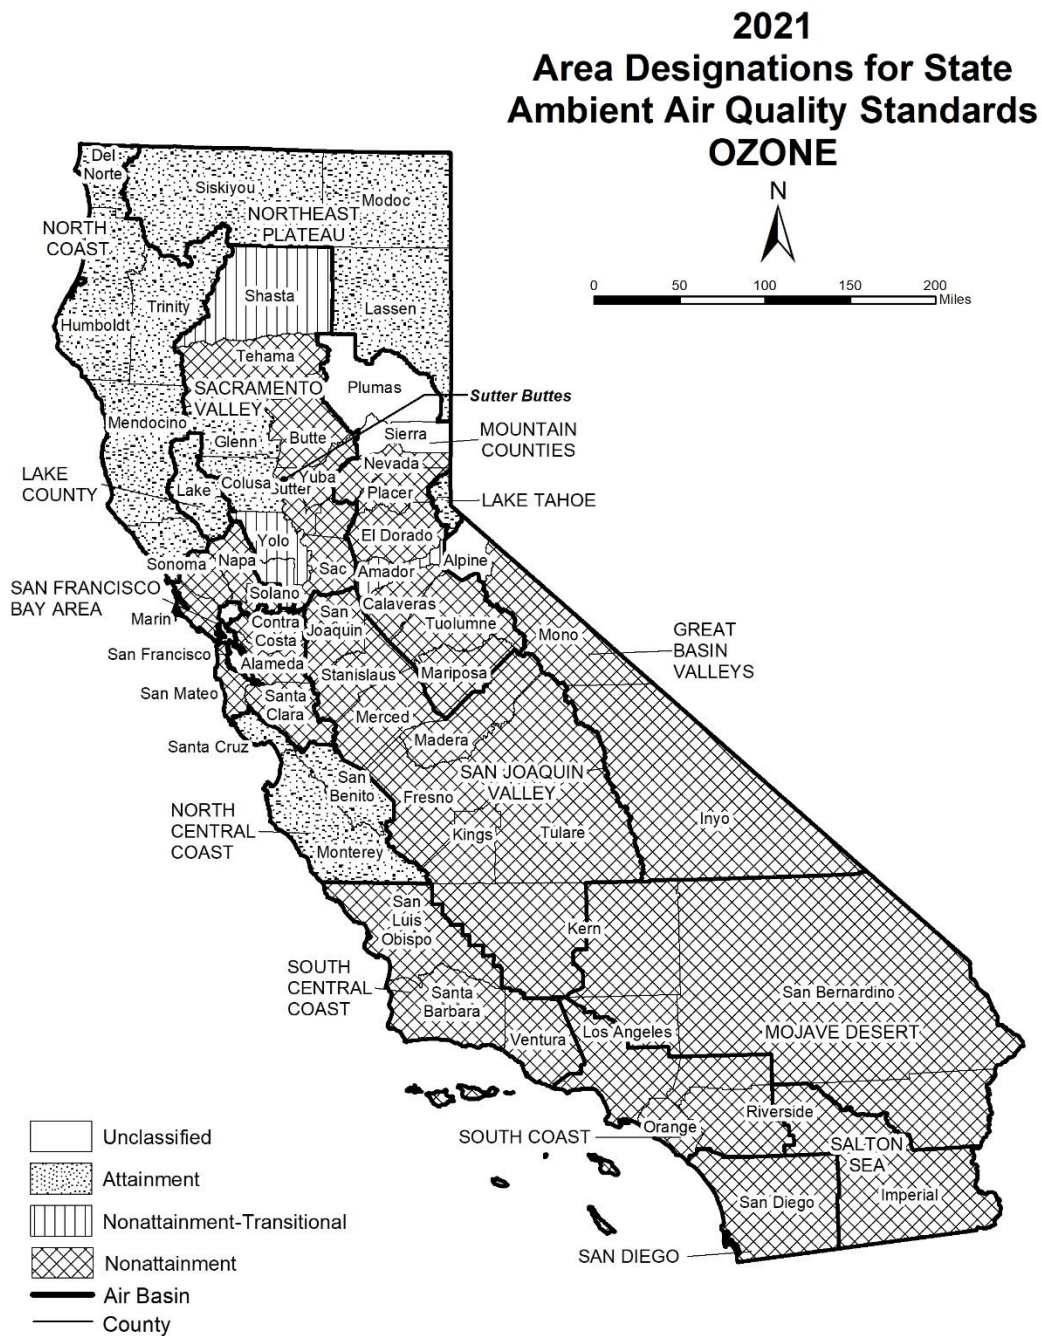 2021
Area Designations for State
Ambient Air Quality Standards
OZONE
N
0
50
100
150
200
Miles
Del
Norte
Siskiyou
Modoc
NORTHEAST
PLATEAU
NORTH
COAST
Shasta
Trinity
Lassen
Humboldt
Tehama
Plumas
SACRAMENTO
VALLEY
Sutter Buttes
Mendocino
Glenn
Butte
Sierra
MOUNTAIN
COUNTIES
Nevada
LAKE
COUNTY
Lake
Colusa
Sutter
Yuba
Placer
LAKE TAHOE
Yolo
El Dorado
Sonoma
Napa
Sac
Amador
Alpine
SAN FRANCISCO
BAY AREA
Solano
Calaveras
Marin
Contra
Costa
San
Joaquin
Tuolumne
Mono
GREAT
BASIN
VALLEYS
San Francisco
Alameda
Stanislaus
Mariposa
San Mateo
Santa
Clara
Merced
Santa Cruz
Madera
San
Benito
Fresno
SAN JOAQUIN
VALLEY
NORTH
CENTRAL
COAST
Kings
Tulare
Inyo
Monterey
San
Luis
Obispo
Kern
SOUTH
CENTRAL
COAST
Santa
Barbara
San Bernardino
Ventura
Los Angeles
MOJAVE DESERT
Orange
Riverside
SOUTH COAST
SALTON
SEA
San Diego
Imperial
SAN DIEGO
Unclassified
Attainment
Nonattainment-Transitional
Nonattainment
Air Basin
County